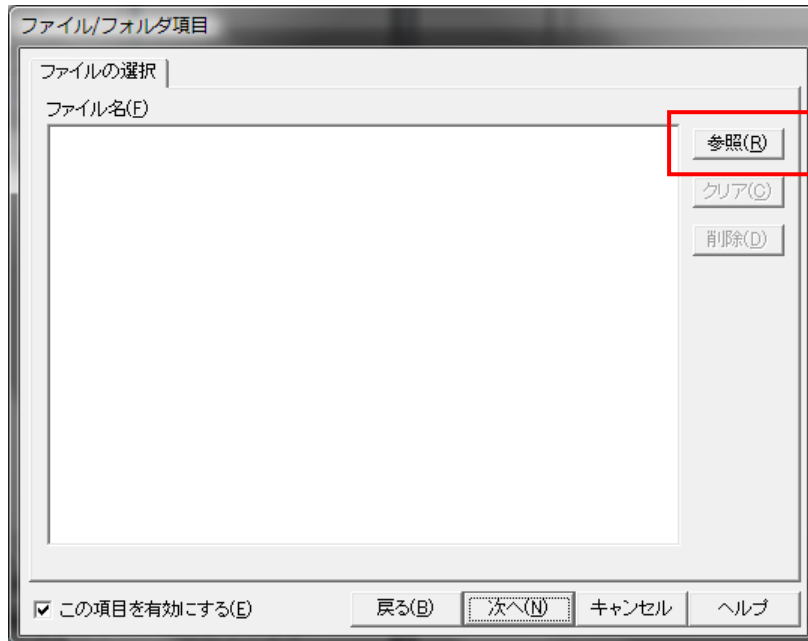 ファイル/フォルダ項目
ファイルの選択
ファイル名(F)
参照(R)
クリア(C)
削除(D)
この項目を有効にする(E)
戻る(B)
次へ(N)
キャンセル
ヘルプ